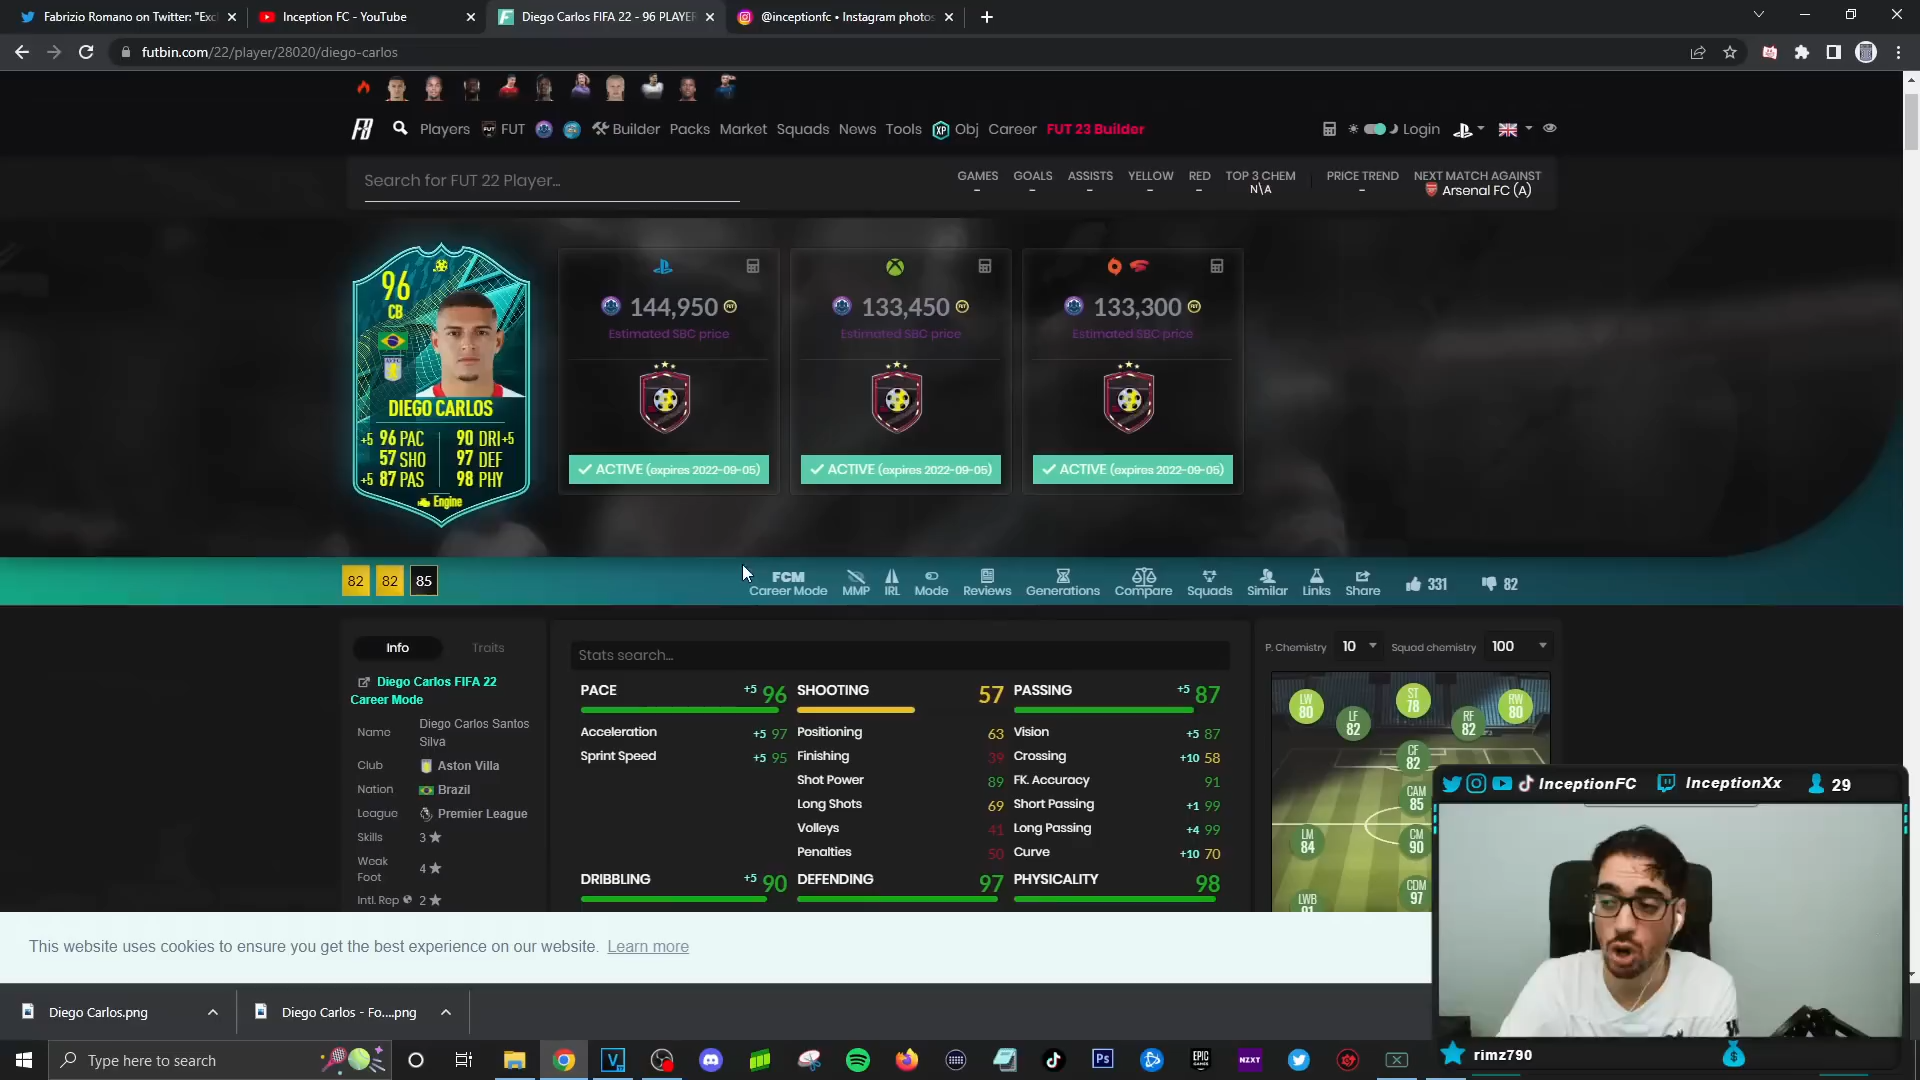 Fabrizio Romano on Twitter: "Exc
Inception FC - YouTube
Diego Carlos FIFA 22 - 96 PLAYER
@inceptionfc • Instagram photos
futbin.com/22/player/28020/diego-carlos
Players FUT Builder Packs Market Squads News Tools XP Obj Career FUT 23 Builder Login
Search for FUT 22 Player...
GAMES GOALS ASSISTS YELLOW RED TOP 3 CHEM PRICE TREND NEXT MATCH AGAINST
- - - - - N\A - Arsenal FC (A)
96
CB
DIEGO CARLOS
+5 96 PAC 90 DRI+5
57 SHO 97 DEF
+5 87 PAS 98 PHY
Engine
144,950
Estimated SBC price
ACTIVE (expires 2022-09-05)
133,450
Estimated SBC price
ACTIVE (expires 2022-09-05)
133,300
Estimated SBC price
ACTIVE (expires 2022-09-05)
82 82 85
FCM
Career Mode MMP IRL Mode Reviews Generations Compare Squads Similar Links Share 331 82
Info Traits
Diego Carlos FIFA 22
Career Mode
Name Diego Carlos Santos
Silva
Club Aston Villa
Nation Brazil
League Premier League
Skills 3
Weak
Foot 4
Intl. Rep 2
Stats search...
PACE +5 96
Acceleration +5 97
Sprint Speed +5 95
SHOOTING 57
Positioning 63
Finishing 39
Shot Power 89
Long Shots 69
Volleys 41
Penalties 50
PASSING +5 87
Vision +5 87
Crossing +10 58
FK. Accuracy 91
Short Passing +1 99
Long Passing +4 99
Curve +10 70
DRIBBLING +5 90
DEFENDING 97
PHYSICALITY 98
P. Chemistry 10 Squad chemistry 100
LW
80
ST
78
RW
80
LF
82
RF
82
CF
82
CAM
85
LM
84
CM
90
CDM
97
LWB
91
InceptionFC InceptionXx 29
This website uses cookies to ensure you get the best experience on our website. Learn more
Diego Carlos.png
Diego Carlos - Fo....png
rimz790
Type here to search
Ps
EPIC
GAMES
NZXT